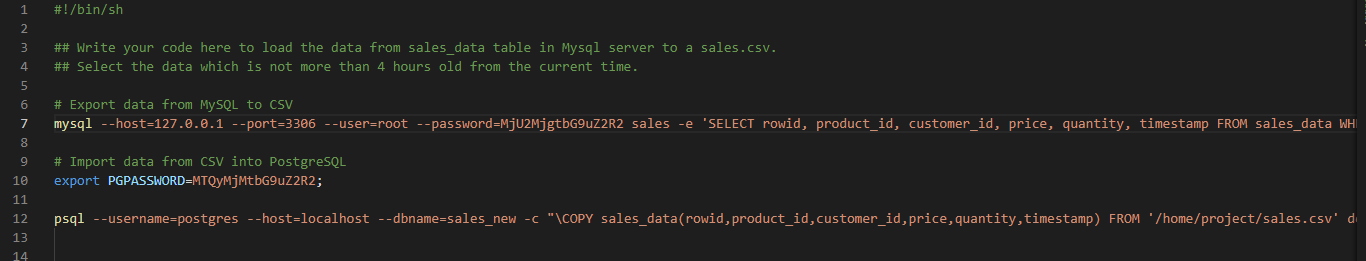 1 #!/bin/sh
2
3 ## Write your code here to load the data from sales_data table in Mysql server to a sales.csv.
4 ## Select the data which is not more than 4 hours old from the current time.
5
6 # Export data from MySQL to CSV
7 mysql --host=127.0.0.1 --port=3306 --user=root --password=MjU2MjgtbG9uZ2R2 sales -e 'SELECT rowid, product_id, customer_id, price, quantity, timestamp FROM sales_data WH
8
9 # Import data from CSV into PostgreSQL
10 export PGPASSWORD=MTQyMjMtbG9uZ2R2;
11
12 psql --username=postgres --host=localhost --dbname=sales_new -c "\COPY sales_data(rowid,product_id,customer_id,price,quantity,timestamp) FROM '/home/project/sales.csv' d
13
14